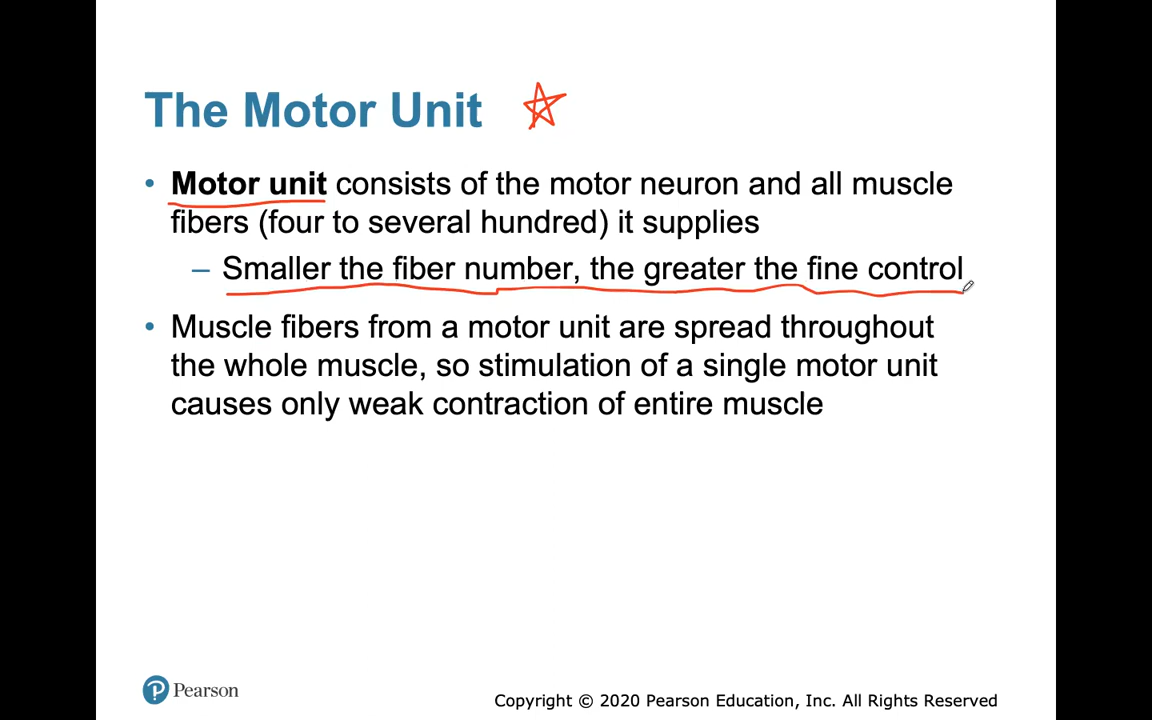 The Motor Unit
• Motor unit consists of the motor neuron and all muscle
fibers (four to several hundred) it supplies
– Smaller the fiber number, the greater the fine control
• Muscle fibers from a motor unit are spread throughout
the whole muscle, so stimulation of a single motor unit
causes only weak contraction of entire muscle
Pearson
Copyright © 2020 Pearson Education, Inc. All Rights Reserved